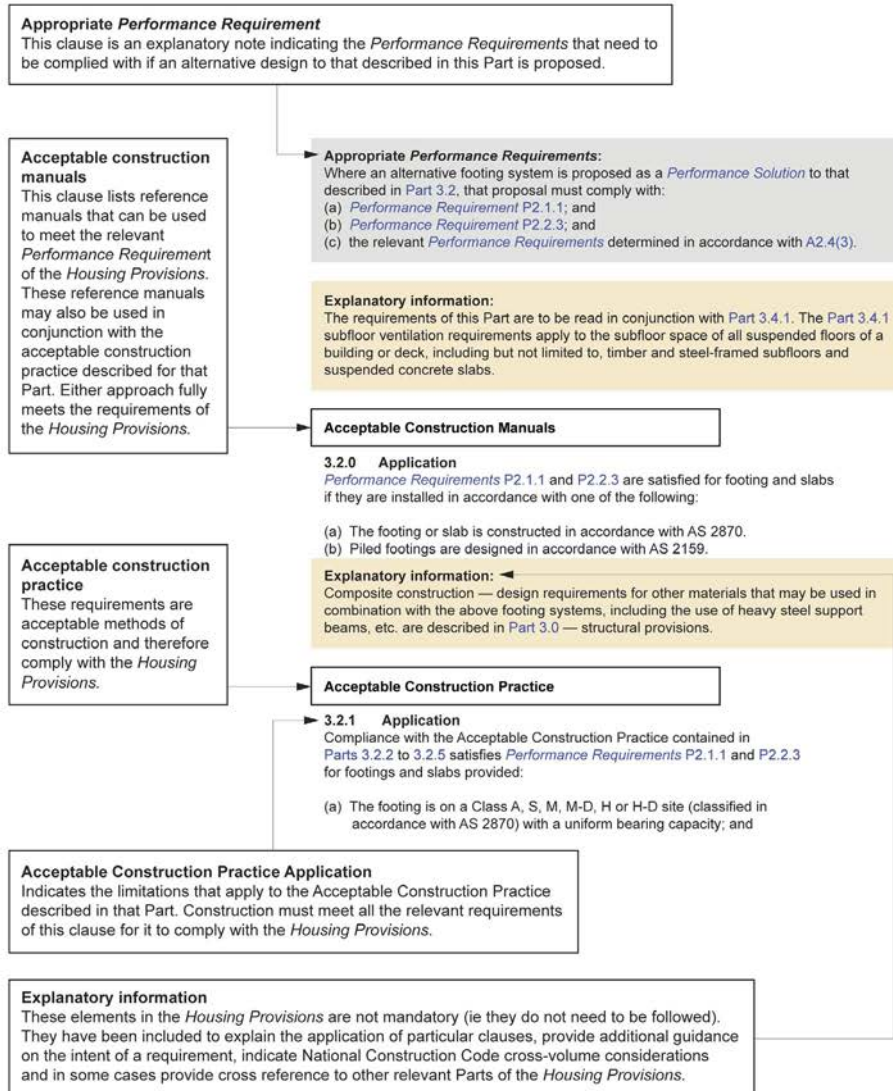 Appropriate Performance Requirement
This clause is an explanatory note indicating the Performance Requirements that need to
be complied with if an alternative design to that described in this Part is proposed.
Acceptable construction
manuals
This clause lists reference
manuals that can be used
to meet the relevant
Performance Requirement
of the Housing Provisions.
These reference manuals
may also be used in
conjunction with the
acceptable construction
practice described for that
Part. Either approach fully
meets the requirements of
the Housing Provisions.
Appropriate Performance Requirements:
Where an alternative footing system is proposed as a Performance Solution to that
described in Part 3.2, that proposal must comply with:
(a) Performance Requirement P2.1.1; and
(b) Performance Requirement P2.2.3; and
(c) the relevant Performance Requirements determined in accordance with A2.4(3).
Explanatory information:
The requirements of this Part are to be read in conjunction with Part 3.4.1. The Part 3.4.1
subfloor ventilation requirements apply to the subfloor space of all suspended floors of a
building or deck, including but not limited to, timber and steel-framed subfloors and
suspended concrete slabs.
Acceptable Construction Manuals
3.2.0 Application
Performance Requirements P2.1.1 and P2.2.3 are satisfied for footing and slabs
if they are installed in accordance with one of the following:
(a) The footing or slab is constructed in accordance with AS 2870.
(b) Piled footings are designed in accordance with AS 2159.
Acceptable construction
practice
These requirements are
acceptable methods of
construction and therefore
comply with the Housing
Provisions.
Explanatory information:
Composite construction — design requirements for other materials that may be used in
combination with the above footing systems, including the use of heavy steel support
beams, etc. are described in Part 3.0 — structural provisions.
Acceptable Construction Practice
3.2.1 Application
Compliance with the Acceptable Construction Practice contained in
Parts 3.2.2 to 3.2.5 satisfies Performance Requirements P2.1.1 and P2.2.3
for footings and slabs provided:
(a) The footing is on a Class A, S, M, M-D, H or H-D site (classified in
accordance with AS 2870) with a uniform bearing capacity; and
Acceptable Construction Practice Application
Indicates the limitations that apply to the Acceptable Construction Practice
described in that Part. Construction must meet all the relevant requirements
of this clause for it to comply with the Housing Provisions.
Explanatory information
These elements in the Housing Provisions are not mandatory (ie they do not need to be followed).
They have been included to explain the application of particular clauses, provide additional guidance
on the intent of a requirement, indicate National Construction Code cross-volume considerations
and in some cases provide cross reference to other relevant Parts of the Housing Provisions.